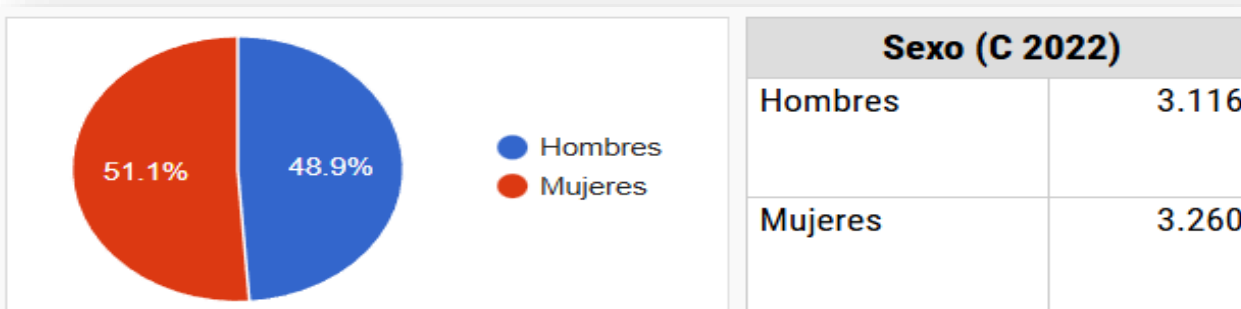 51.1%
48.9%
Hombres
Mujeres
Sexo (C 2022)
Hombres 3.116
Mujeres 3.260